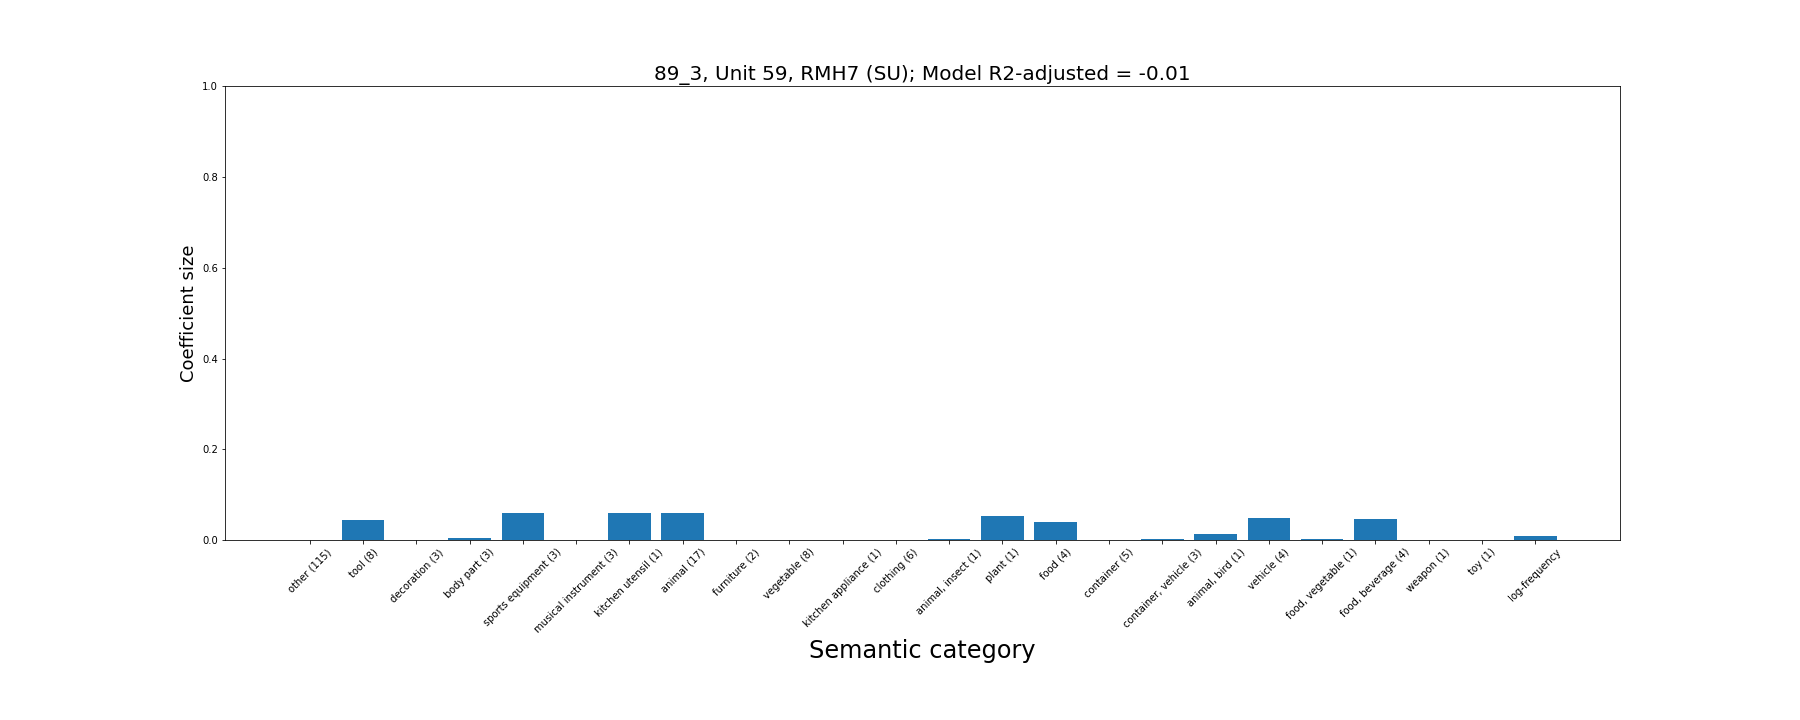 89_3, Unit 59, RMH7 (SU); Model R2-adjusted = -0.01
Coefficient size
1.0
0.8
0.6
0.4
0.2
0.0
other (115)
tool (8)
decoration (3)
body part (3)
sports equipment (3)
musical instrument (3)
kitchen utensil (1)
animal (17)
furniture (2)
vegetable (8)
kitchen appliance (1)
clothing (6)
animal, insect (1)
plant (1)
food (4)
container (5)
container, vehicle (3)
animal, bird (1)
vehicle (4)
food, vegetable (1)
food, beverage (4)
weapon (1)
toy (1)
log-frequency
Semantic category